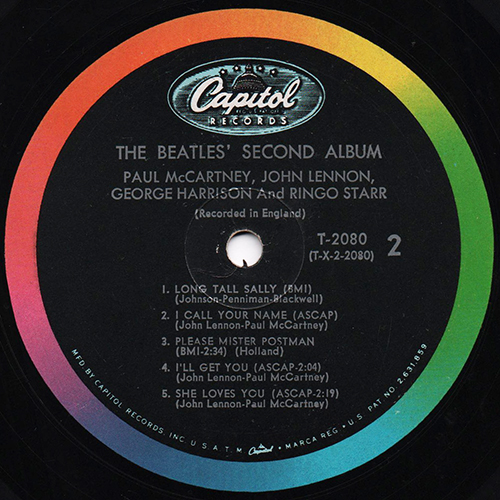 Capitol
RECORDS
THE BEATLES' SECOND ALBUM
PAUL McCARTNEY, JOHN LENNON,
GEORGE HARRISON And RINGO STARR
(Recorded in England)
T-2080
(T-X-2-2080)
2
1. LONG TALL SALLY (BMI)
(Johnson-Penniman-Blackwell)
2. I CALL YOUR NAME (ASCAP)
(John Lennon-Paul McCartney)
3. PLEASE MISTER POSTMAN
(BMI-2:34) (Holland)
4. I'LL GET YOU (ASCAP-2:04)
(John Lennon-Paul McCartney)
5. SHE LOVES YOU (ASCAP-2:19)
(John Lennon-Paul McCartney)
MFD. BY CAPITOL RECORDS, INC. U.S.A. T.M. Capitol MARCA REG. • U.S. PAT. NO. 2,631,859